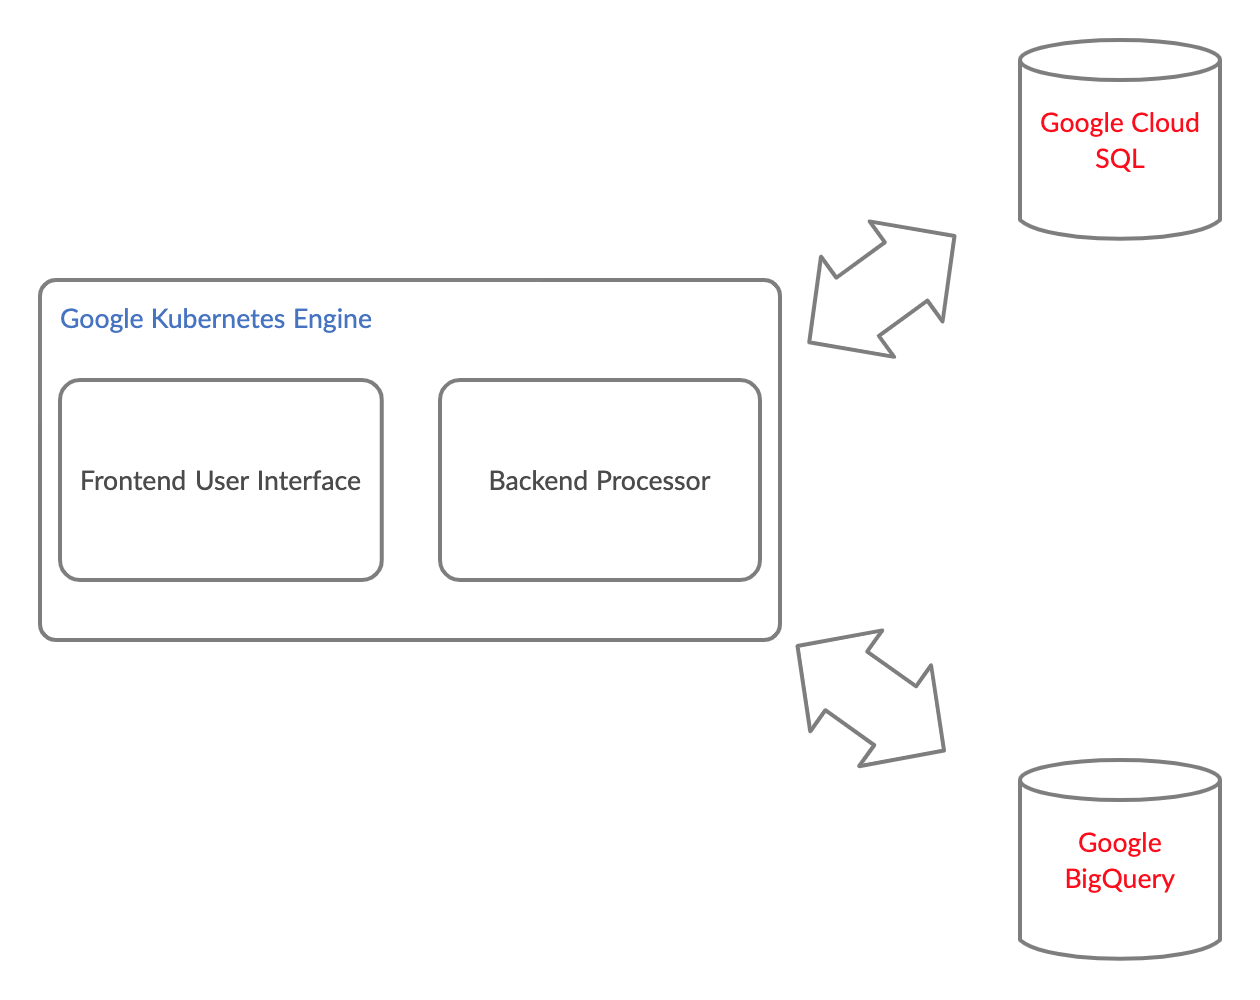 Google Cloud
SQL
Google Kubernetes Engine
Frontend User Interface
Backend Processor
Google
BigQuery